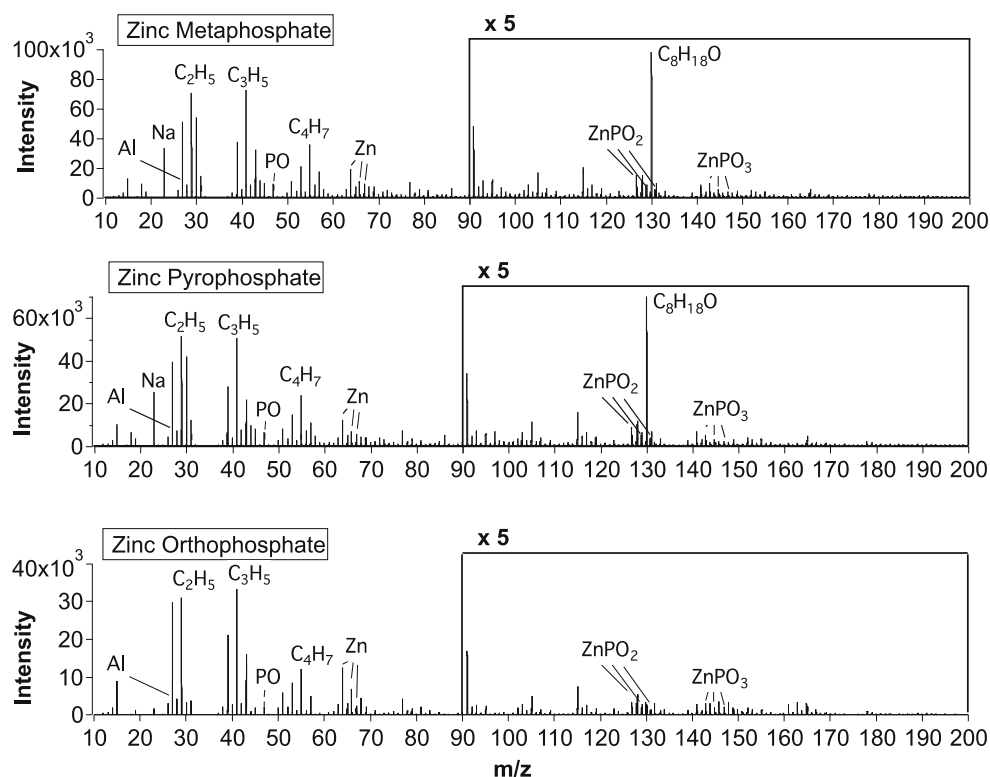 Zinc Metaphosphate
x 5
100x10³
80
60
40
20
0
Intensity
Al
Na
C₂H₅
C₃H₅
PO
C₄H₇
Zn
ZnPO₂
C₈H₁₈O
ZnPO₃
10 20 30 40 50 60 70 80 90 100 110 120 130 140 150 160 170 180 190 200
Zinc Pyrophosphate
x 5
60x10³
40
20
0
Intensity
Al
Na
C₂H₅
C₃H₅
PO
C₄H₇
Zn
ZnPO₂
C₈H₁₈O
ZnPO₃
10 20 30 40 50 60 70 80 90 100 110 120 130 140 150 160 170 180 190 200
Zinc Orthophosphate
x 5
40x10³
30
20
10
0
Intensity
Al
C₂H₅
C₃H₅
PO
C₄H₇
Zn
ZnPO₂
ZnPO₃
10 20 30 40 50 60 70 80 90 100 110 120 130 140 150 160 170 180 190 200
m/z